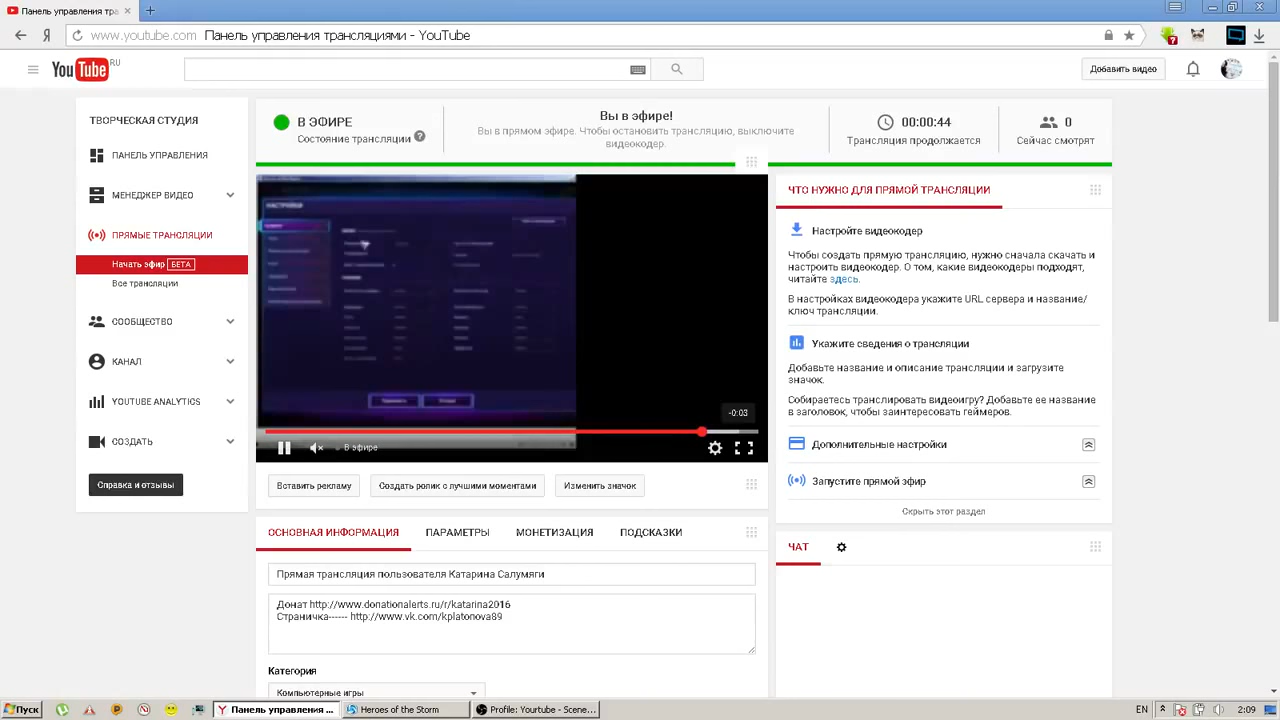 Панель управления тра
www.youtube.com Панель управления трансляциями - YouTube
YouTube RU
Добавить видео
ТВОРЧЕСКАЯ СТУДИЯ
ПАНЕЛЬ УПРАВЛЕНИЯ
МЕНЕДЖЕР ВИДЕО
ПРЯМЫЕ ТРАНСЛЯЦИИ
Начать эфир БЕТА
Все трансляции
СООБЩЕСТВО
КАНАЛ
YOUTUBE ANALYTICS
СОЗДАТЬ
Справка и отзывы
В ЭФИРЕ
Состояние трансляции ?
Вы в эфире!
Вы в прямом эфире. Чтобы остановить трансляцию, выключите
видеокодер.
00:00:44
Трансляция продолжается
0
Сейчас смотрят
НАСТРОЙКИ
-0:03
В эфире
Вставить рекламу
Создать ролик с лучшими моментами
Изменить значок
ОСНОВНАЯ ИНФОРМАЦИЯ
ПАРАМЕТРЫ
МОНЕТИЗАЦИЯ
ПОДСКАЗКИ
Прямая трансляция пользователя Катарина Салумяги
Донат http://www.donationalerts.ru/r/katarina2016
Страничка------ http://www.vk.com/kplatonova89
Категория
Компьютерные игры
ЧТО НУЖНО ДЛЯ ПРЯМОЙ ТРАНСЛЯЦИИ
Настройте видеокодер
Чтобы создать прямую трансляцию, нужно сначала скачать и
настроить видеокодер. О том, какие видеокодеры подходят,
читайте здесь.
В настройках видеокодера укажите URL сервера и название/
ключ трансляции.
Укажите сведения о трансляции
Добавьте название и описание трансляции и загрузите
значок.
Собираетесь транслировать видеоигру? Добавьте ее название
в заголовок, чтобы заинтересовать геймеров.
Дополнительные настройки
Запустите прямой эфир
Скрыть этот раздел
ЧАТ
Пуск
Панель управления ...
Heroes of the Storm
Profile: Yourtube - Scene...
EN
2:09